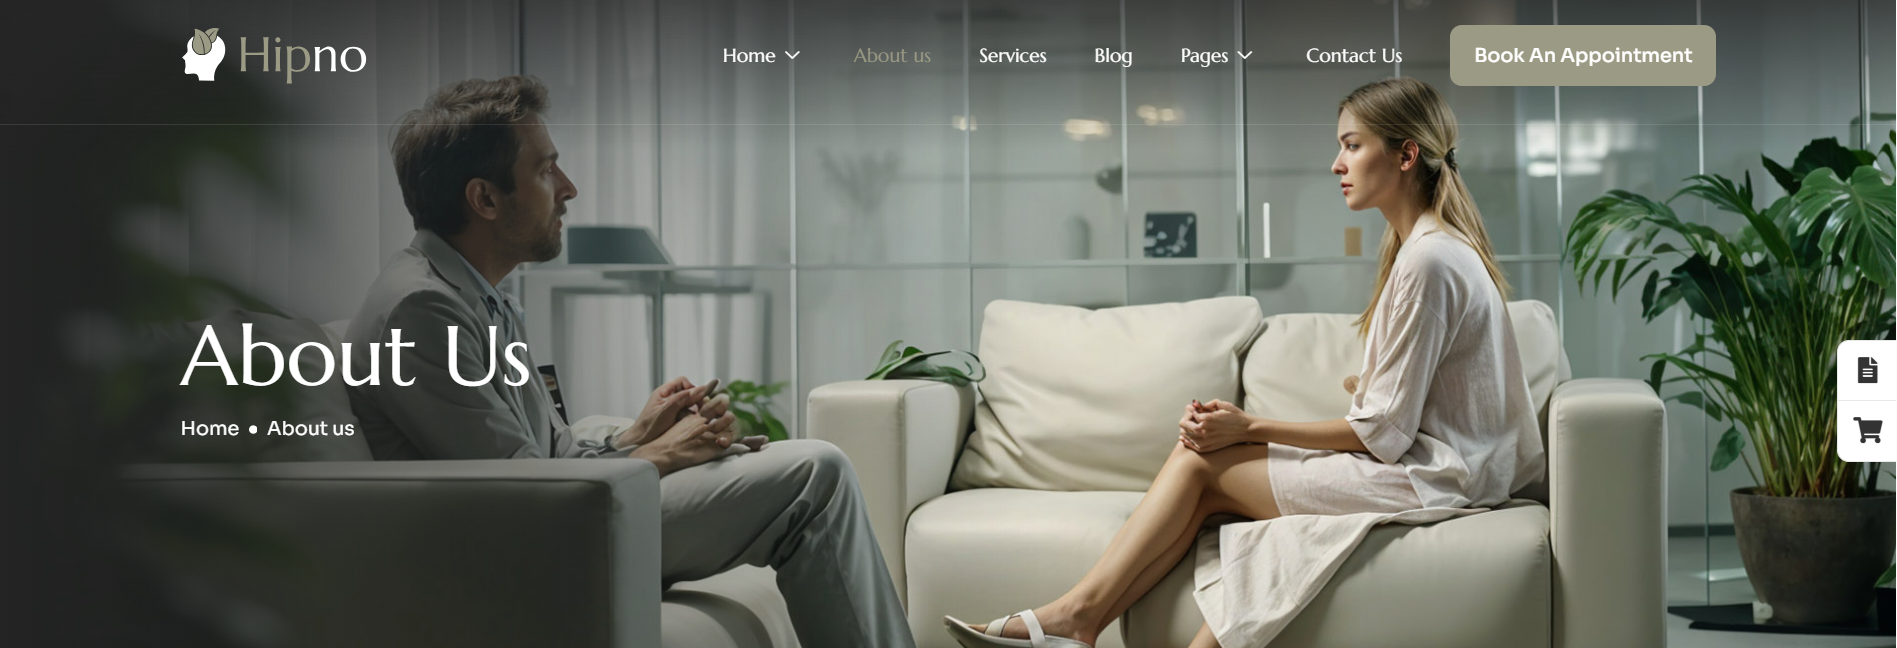 Hipno
Home About us Services Blog Pages Contact Us Book An Appointment
About Us
Home • About us